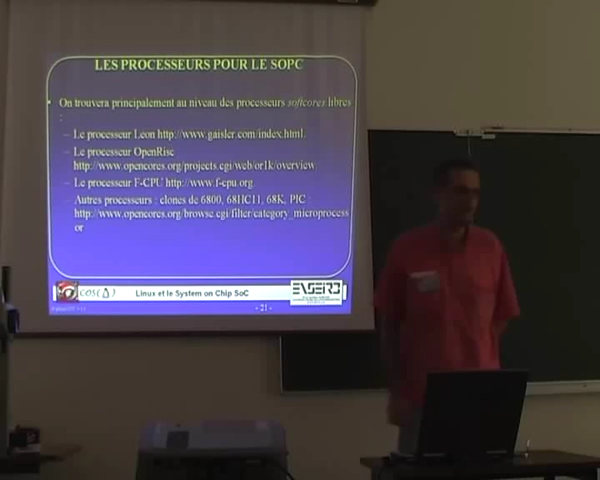 LES PROCESSEURS POUR LE SOPC
• On trouvera principalement au niveau des processeurs softcores libres
:
– Le processeur Leon http://www.gaisler.com/index.html.
– Le processeur OpenRisc
http://www.opencores.org/projects.cgi/web/or1k/overview.
– Le processeur F-CPU http://www.f-cpu.org.
– Autres processeurs : clones de 6800, 68HC11, 68K, PIC :
http://www.opencores.org/browse.cgi/filter/category_microprocess
or
Linux et le System on Chip SoC
ENSEIRB
- 21 -